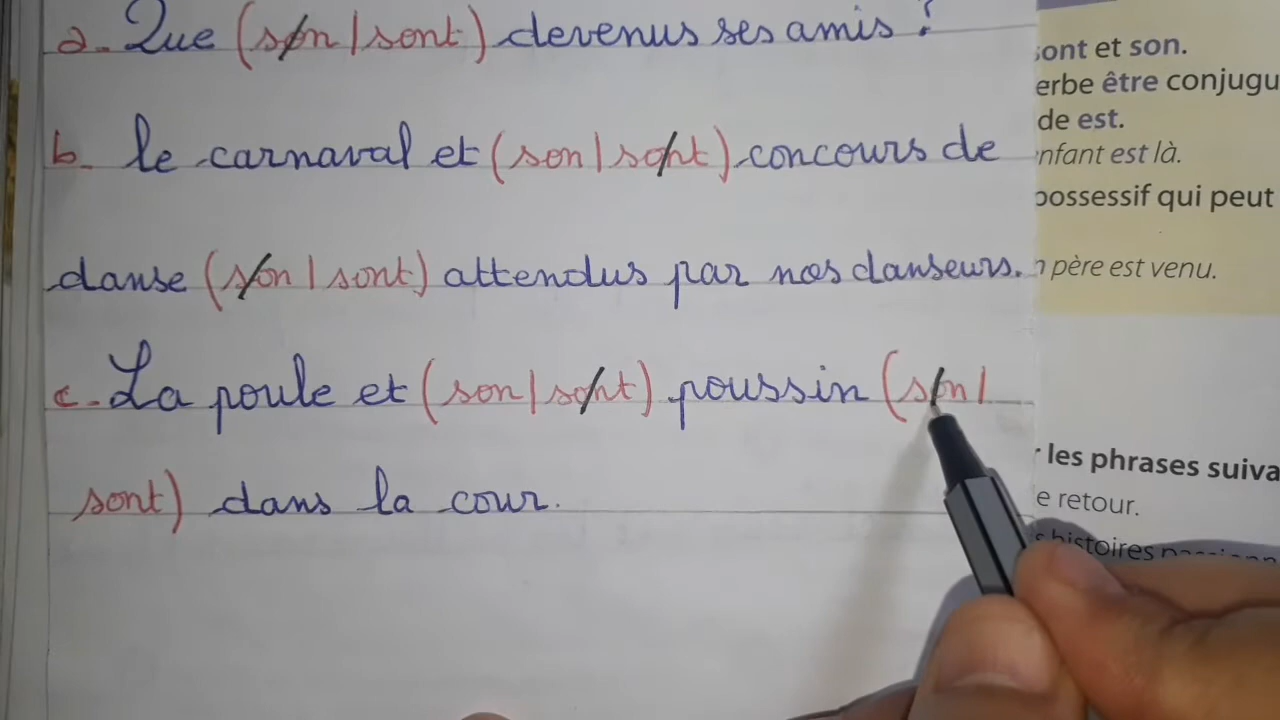 a. Que (son | sont) devenus ses amis ?
b. le carnaval et (son | sont) concours de
danse (son | sont) attendus par nos danseurs.
c. La poule et (son | sont) poussin (son |
sont) dans la cour.
sont et son.
erbe être conjugu
de est.
nfant est là.
possessif qui peut
père est venu.
les phrases suiva
e retour.
histoires